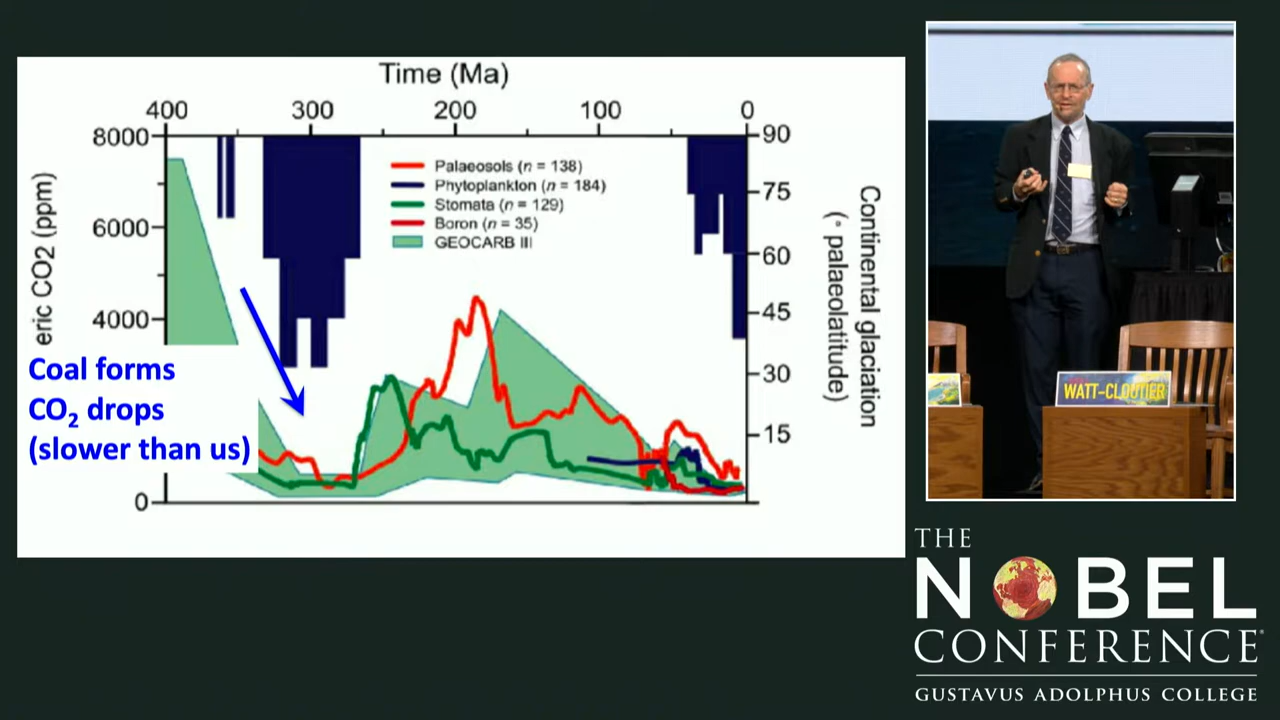 Time (Ma)
400 300 200 100 0
8000
6000
4000
0
eric CO2 (ppm)
90
75
60
45
30
15
Continental glaciation
(° palaeolatitude)
Palaeosols (n = 138)
Phytoplankton (n = 184)
Stomata (n = 129)
Boron (n = 35)
GEOCARB III
Coal forms
CO₂ drops
(slower than us)
WATT-CLOUTIER
THE
NOBEL
CONFERENCE
GUSTAVUS ADOLPHUS COLLEGE